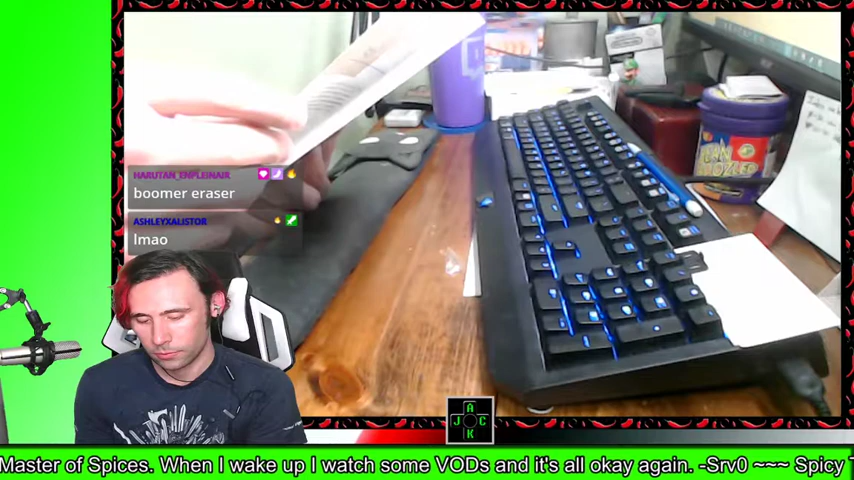 HARUTAN_ENPLEINAIR
boomer eraser
ASHLEYXALISTOR
lmao
A
J C
K
Master of Spices. When I wake up I watch some VODs and it's all okay again. -Srv0 ~~~ Spicy T